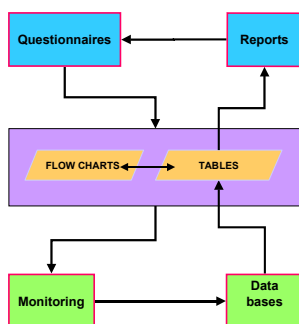 Questionnaires
Reports
FLOW CHARTS
TABLES
Monitoring
Data
bases